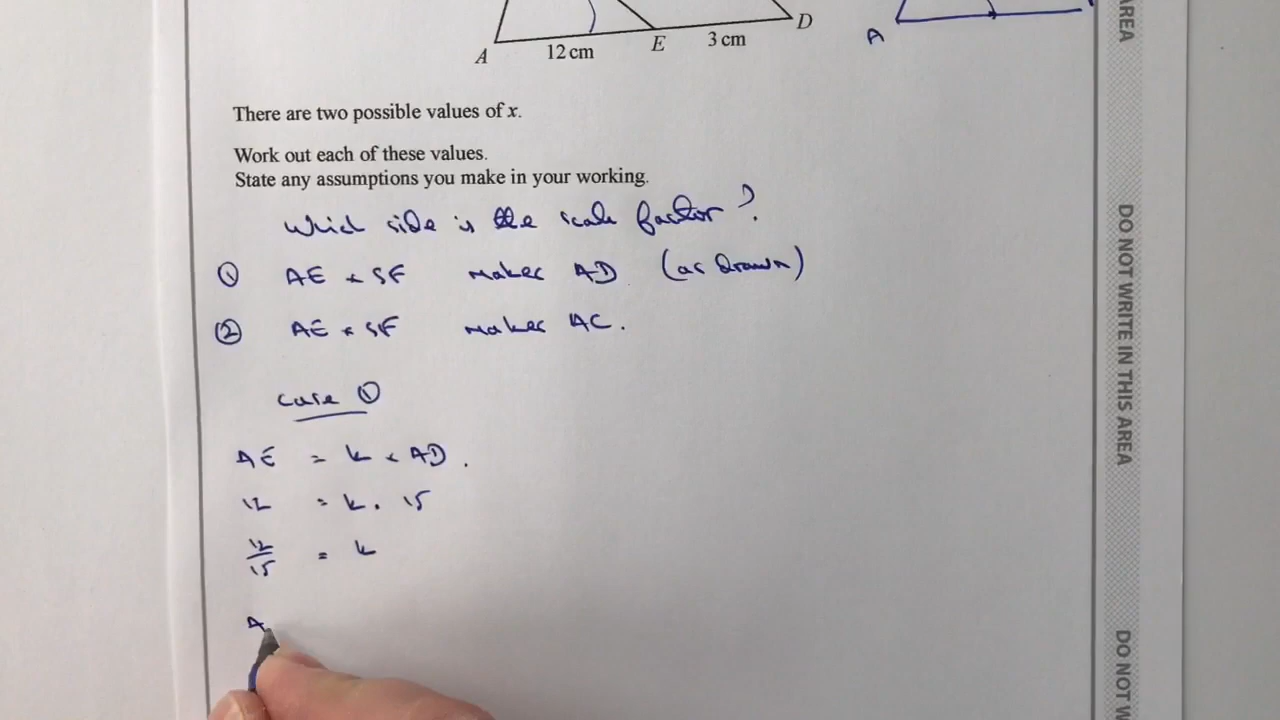 D
A
12 cm
E
3 cm
A
There are two possible values of x.
Work out each of these values.
State any assumptions you make in your working.
Which side is the scale factor?
① AE × SF makes AD (as drawn)
② AE × SF makes AC.
Case ①
AE = k × AD.
12 = k . 15
12/15 = k
A
AREA
DO NOT WRITE IN THIS AREA
DO NOT W